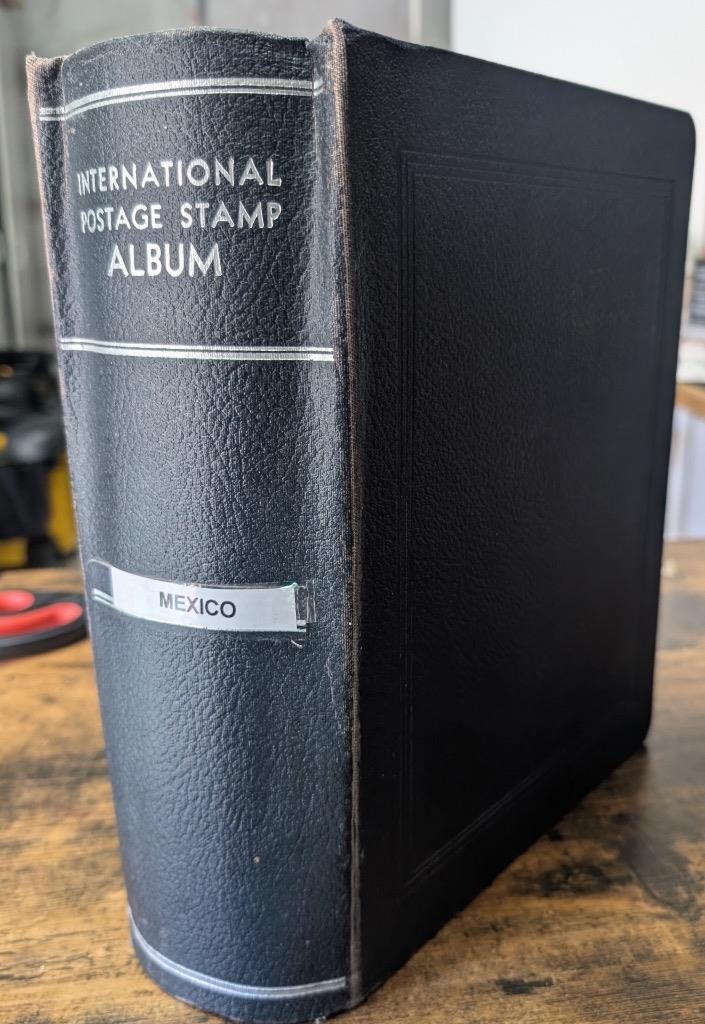 INTERNATIONAL
POSTAGE STAMP
ALBUM
MEXICO